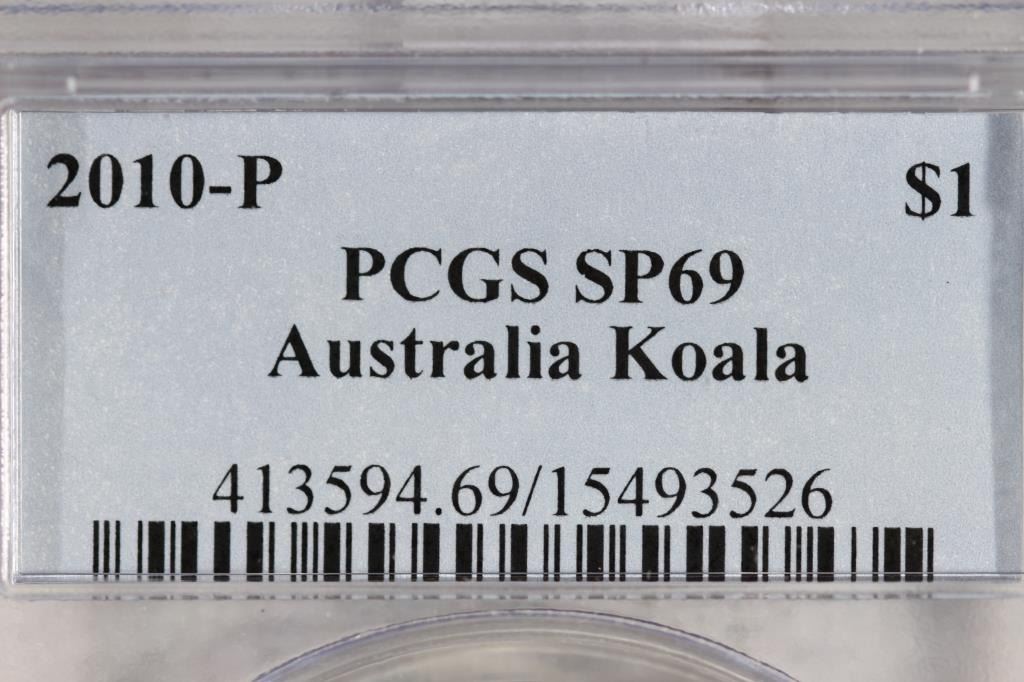 2010-P $1
PCGS SP69
Australia Koala
413594.69/15493526